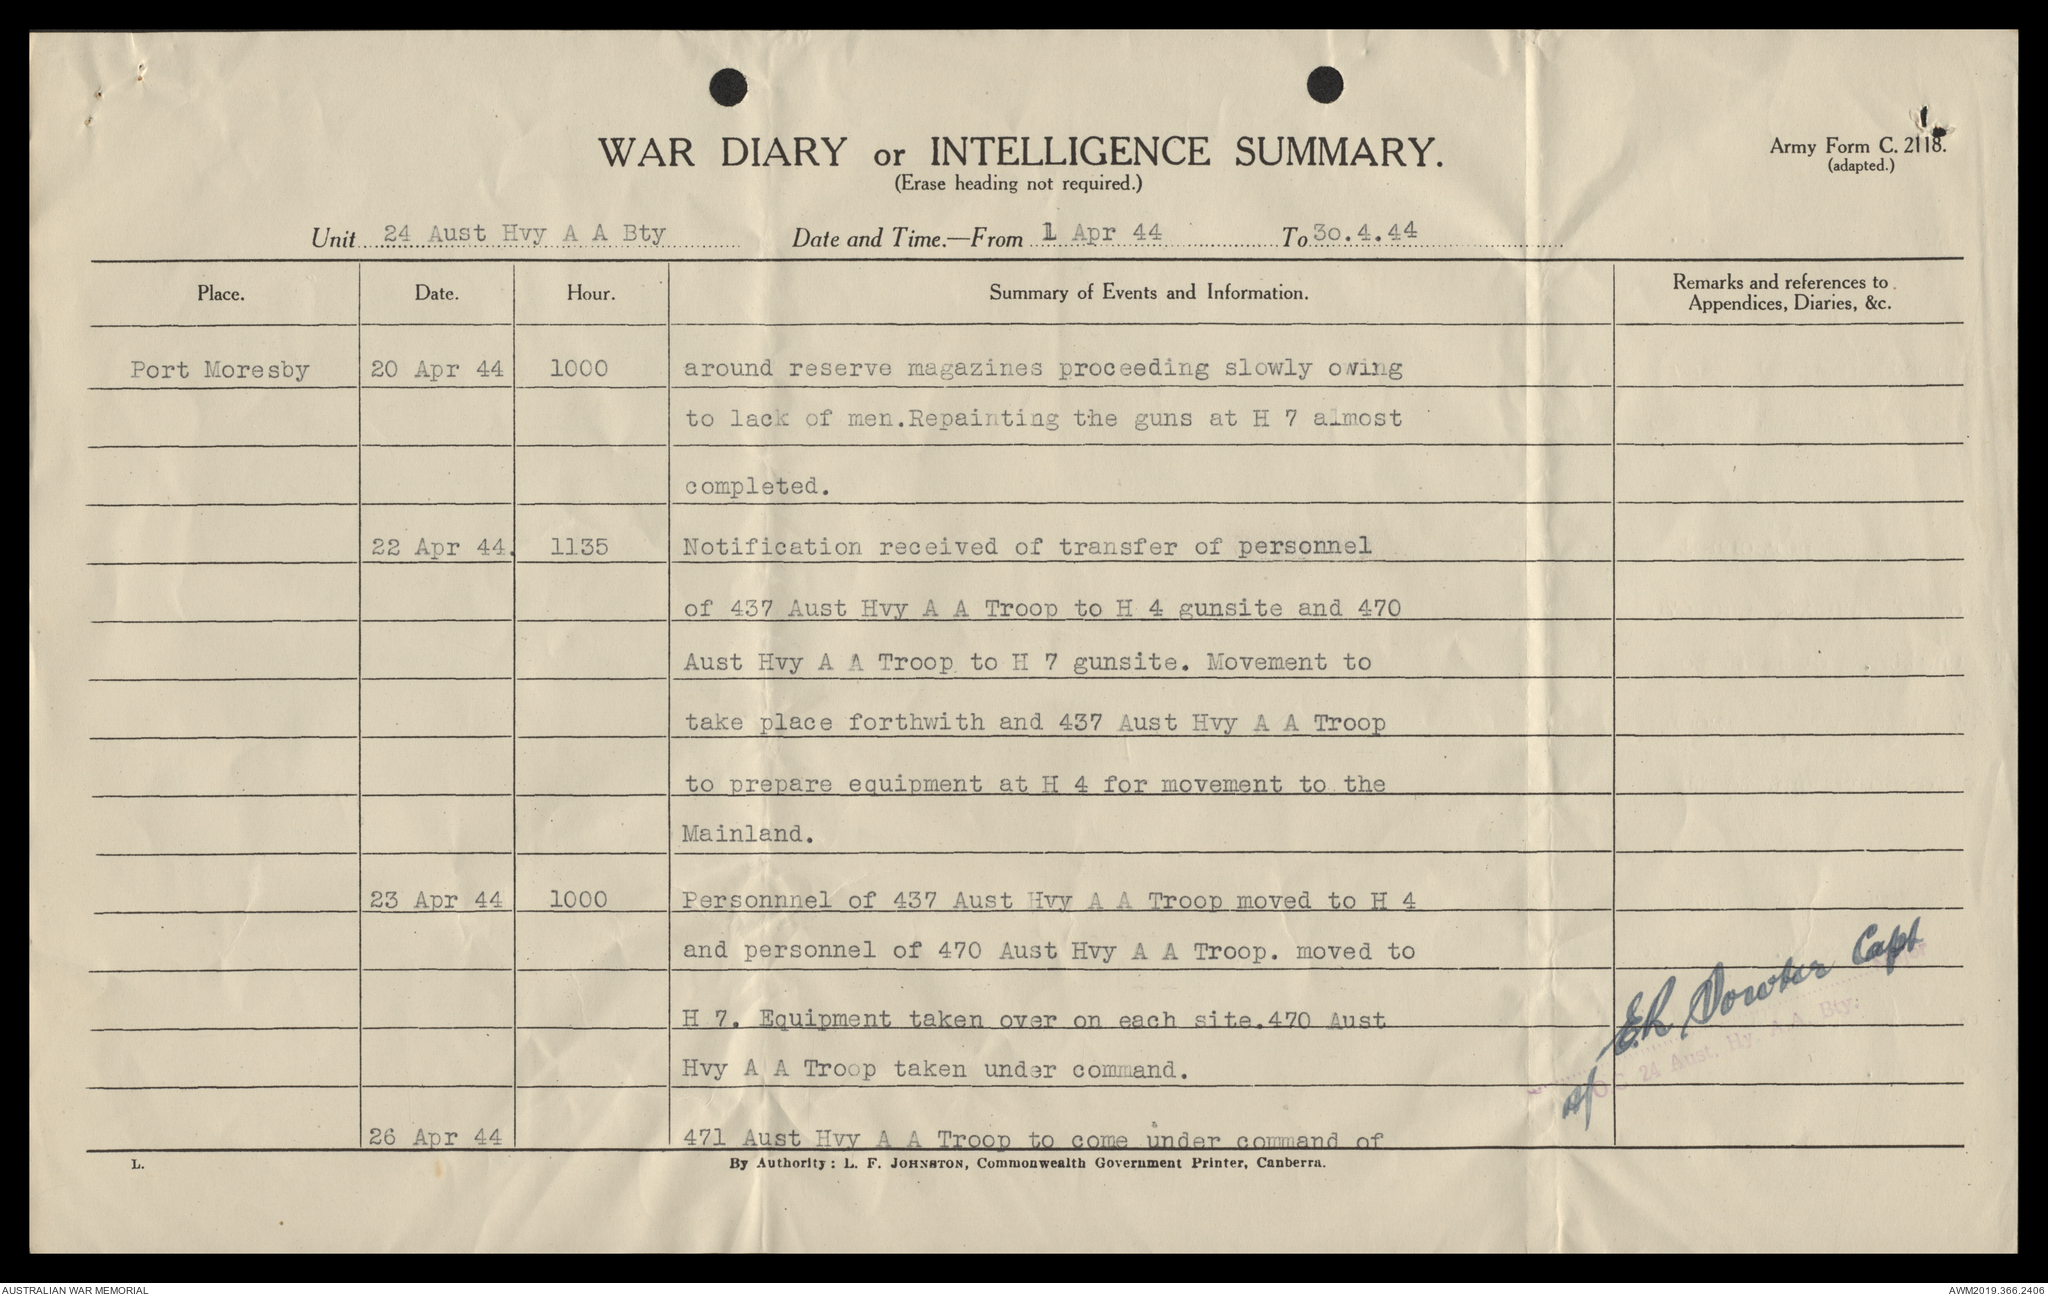 WAR DIARY or INTELLIGENCE SUMMARY.
(Erase heading not required.)
Army Form C. 2118.
(adapted.)
Unit 24 Aust Hvy A A Bty Date and Time.—From 1 Apr 44 To 30.4.44
Place. Date. Hour. Summary of Events and Information. Remarks and references to Appendices, Diaries, &c.
Port Moresby 20 Apr 44 1000 around reserve magazines proceeding slowly owing
to lack of men.Repainting the guns at H 7 almost
completed.
22 Apr 44. 1135 Notification received of transfer of personnel
of 437 Aust Hvy A A Troop to H 4 gunsite and 470
Aust Hvy A A Troop to H 7 gunsite. Movement to
take place forthwith and 437 Aust Hvy A A Troop
to prepare equipment at H 4 for movement to the
Mainland.
23 Apr 44 1000 Personnnel of 437 Aust Hvy A A Troop moved to H 4
and personnel of 470 Aust Hvy A A Troop. moved to
H 7. Equipment taken over on each site.470 Aust
Hvy A A Troop taken under command.
Capt
O C 24 Aust. Hy. A.A. Bty.
26 Apr 44 471 Aust Hvy A A Troop to come under command of
L. By Authority: L. F. JOHNSTON, Commonwealth Government Printer, Canberra.
AUSTRALIAN WAR MEMORIAL AWM2019.366.2406